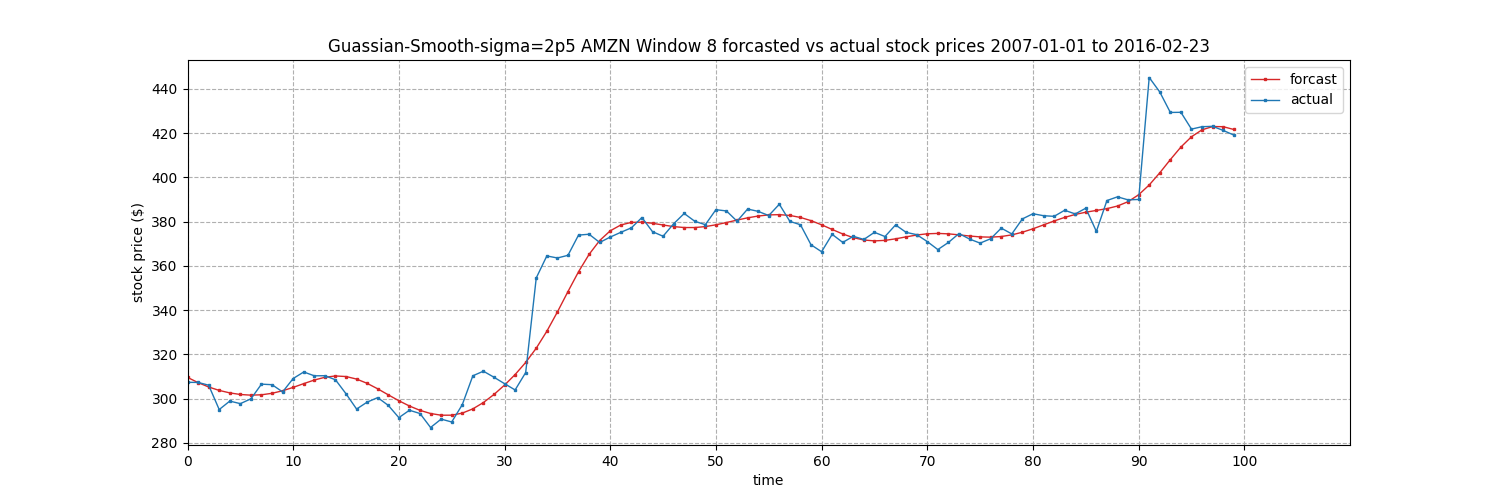 Guassian-Smooth-sigma=2p5 AMZN Window 8 forcasted vs actual stock prices 2007-01-01 to 2016-02-23
forcast
actual
440
420
400
380
360
340
320
300
280
stock price ($)
0 10 20 30 40 50 60 70 80 90 100
time